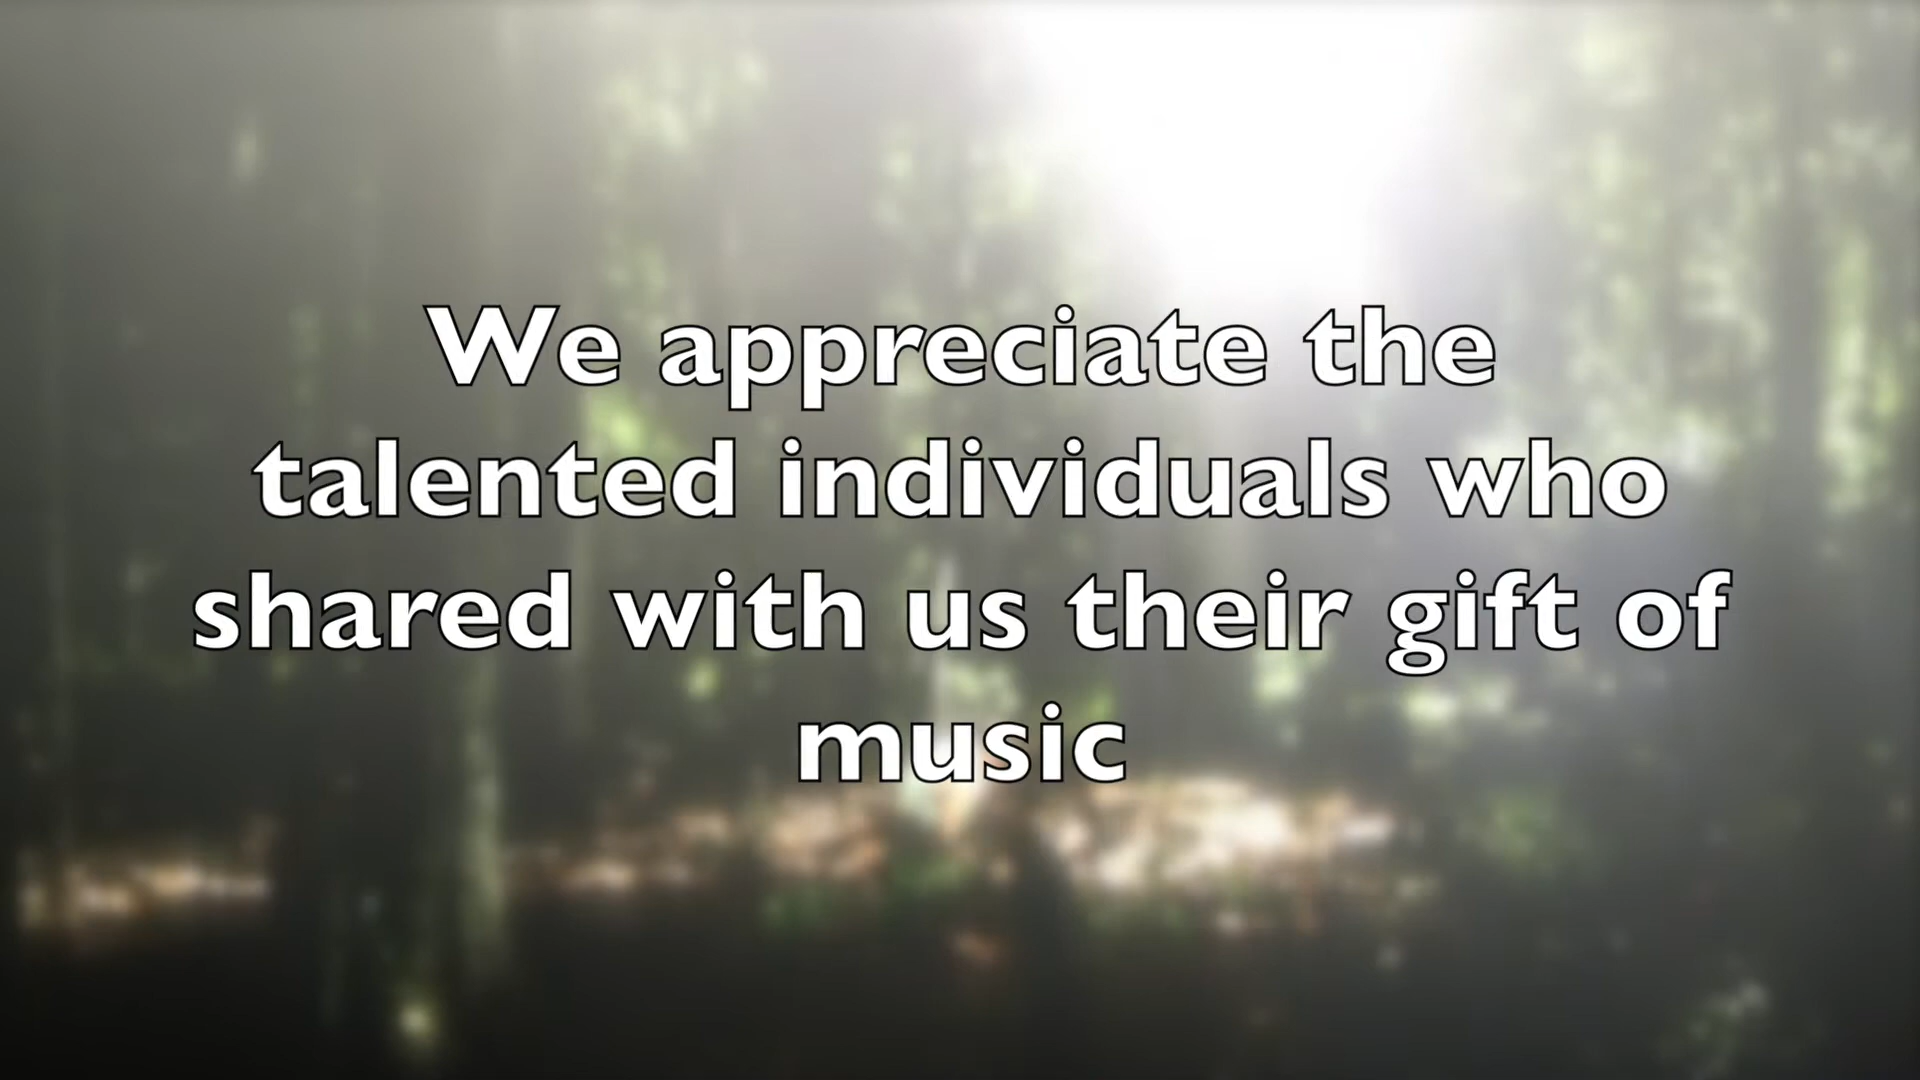 We appreciate the
talented individuals who
shared with us their gift of
music